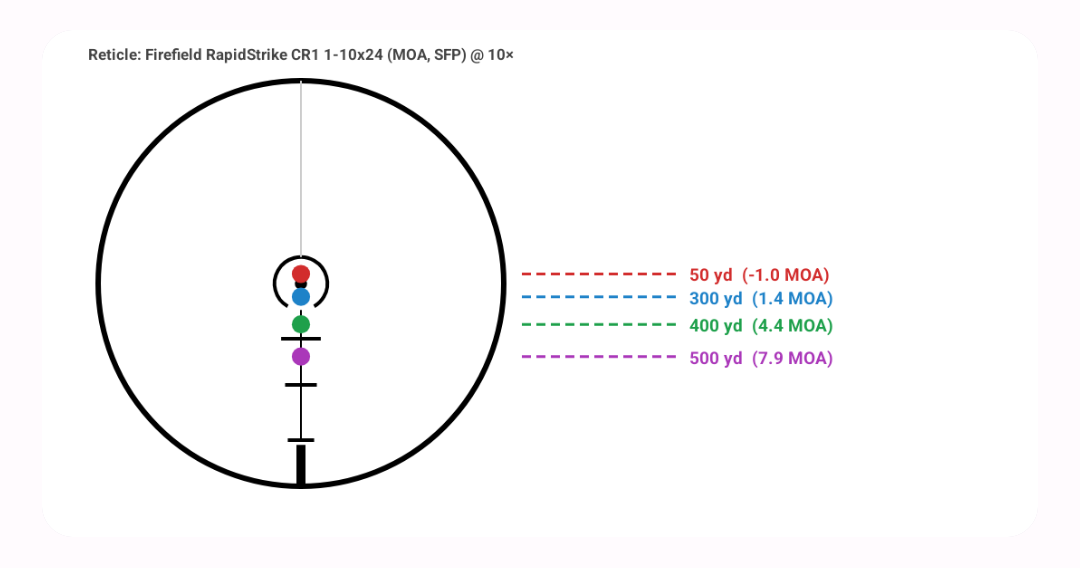 Reticle: Firefield RapidStrike CR1 1-10x24 (MOA, SFP) @ 10×
50 yd (-1.0 MOA)
300 yd (1.4 MOA)
400 yd (4.4 MOA)
500 yd (7.9 MOA)